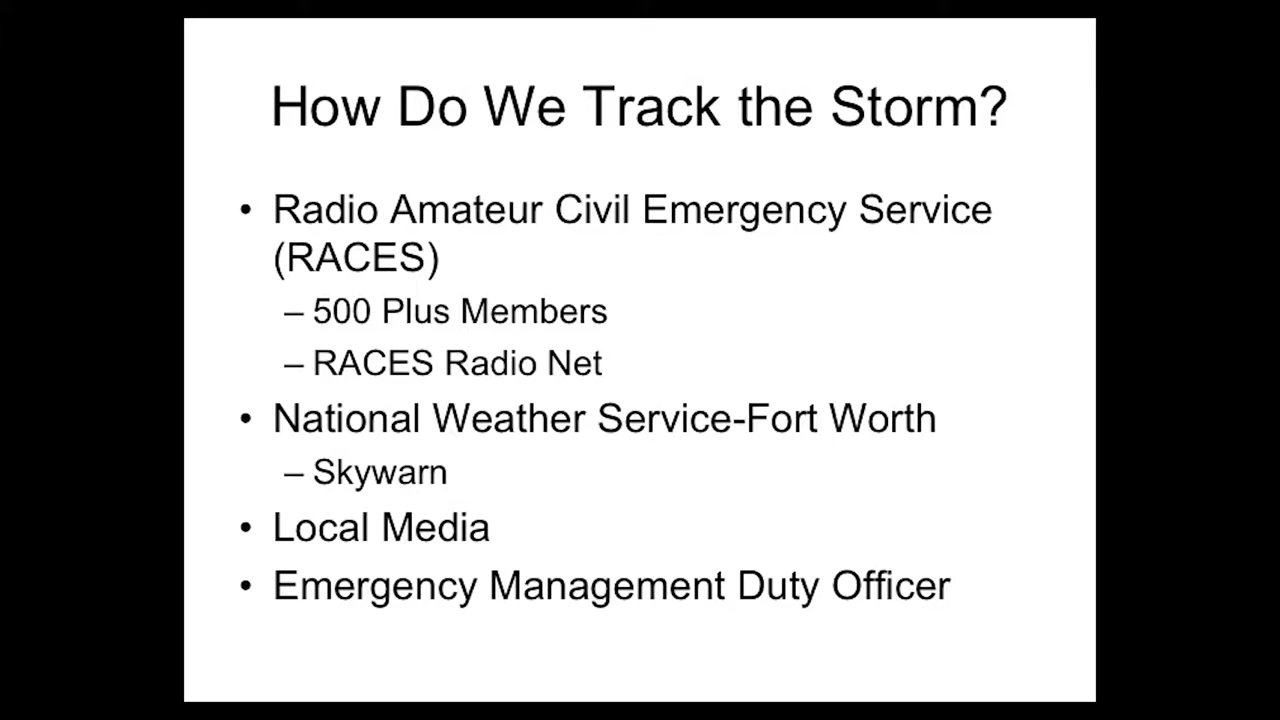 How Do We Track the Storm?
• Radio Amateur Civil Emergency Service
(RACES)
– 500 Plus Members
– RACES Radio Net
• National Weather Service-Fort Worth
– Skywarn
• Local Media
• Emergency Management Duty Officer